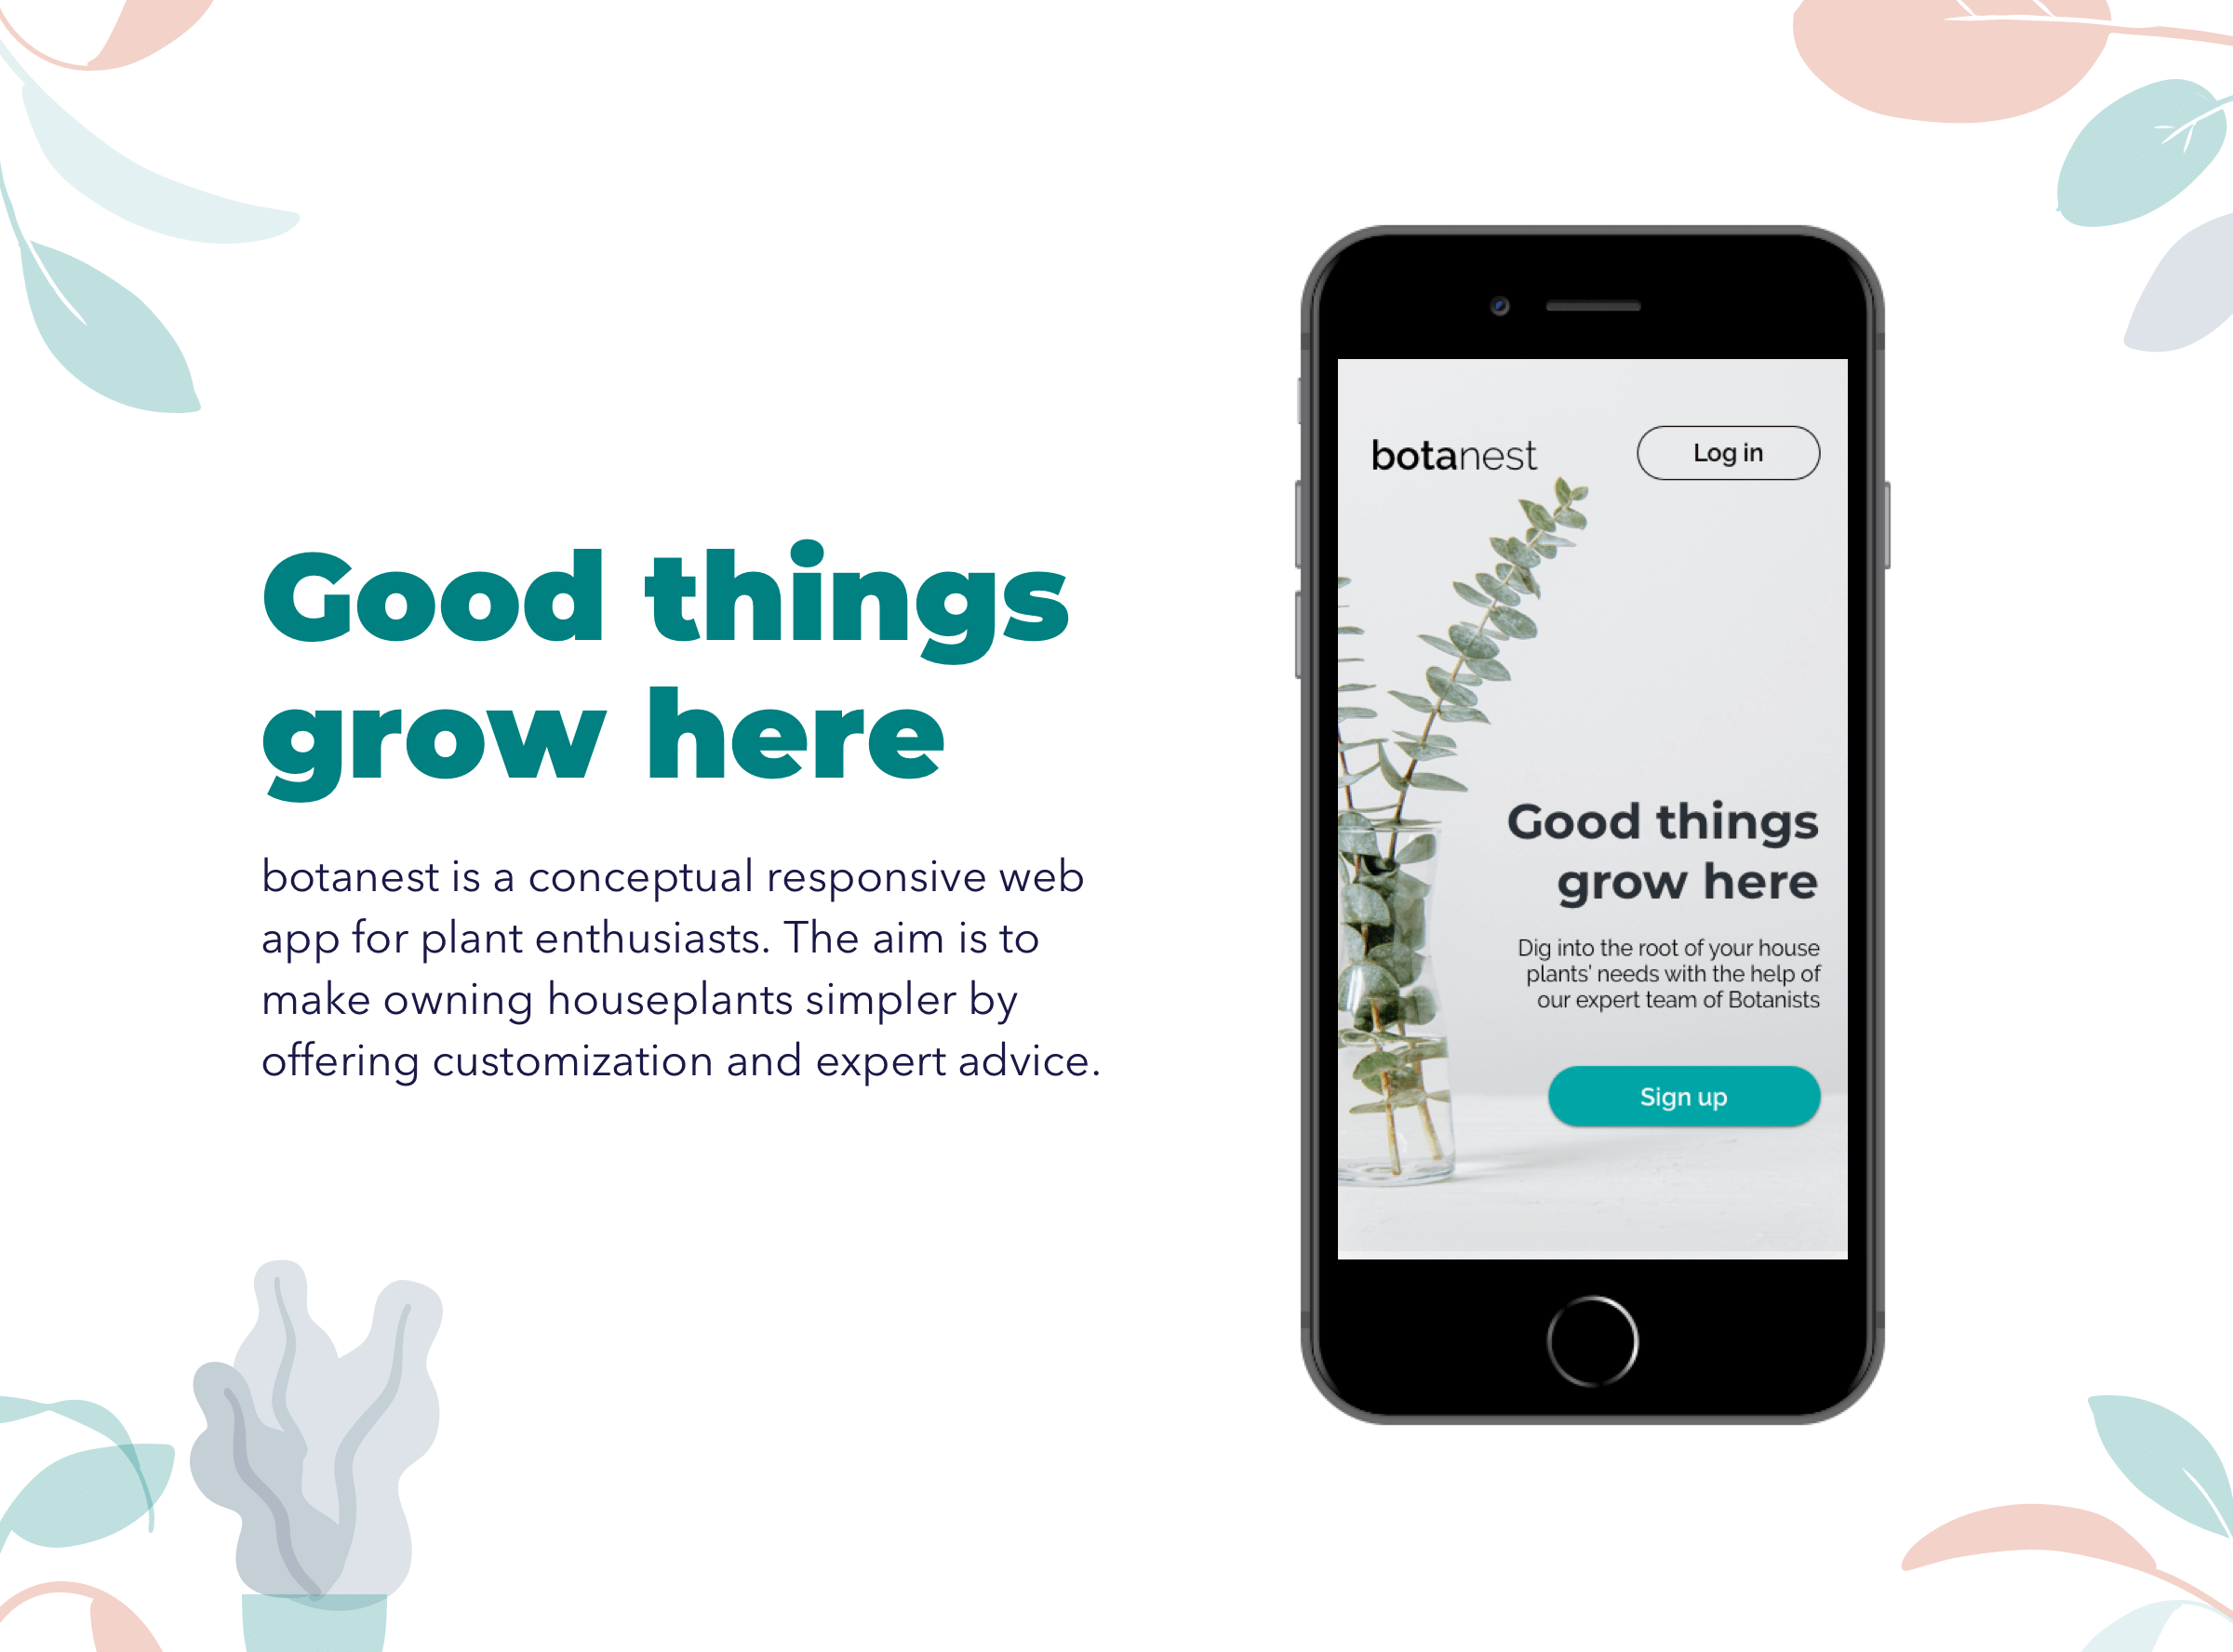 Good things
grow here
botanest is a conceptual responsive web
app for plant enthusiasts. The aim is to
make owning houseplants simpler by
offering customization and expert advice.
botanest
Log in
Good things
grow here
Dig into the root of your house
plants' needs with the help of
our expert team of Botanists
Sign up